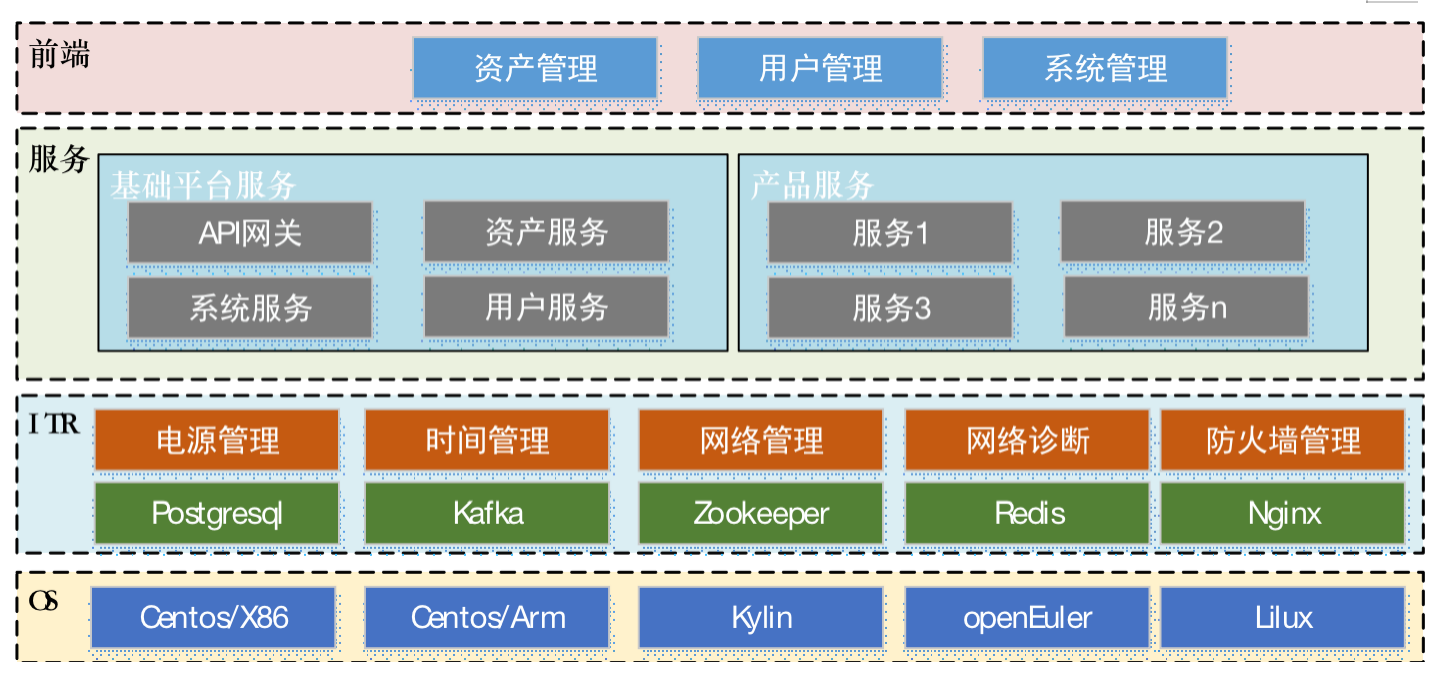 前端
资产管理 用户管理 系统管理
服务
基础平台服务 产品服务
API网关 资产服务 服务1 服务2
系统服务 用户服务 服务3 服务n
ITR
电源管理 时间管理 网络管理 网络诊断 防火墙管理
Postgresql Kafka Zookeeper Redis Nginx
OS
Centos/X86 Centos/Arm Kylin openEuler Lilux